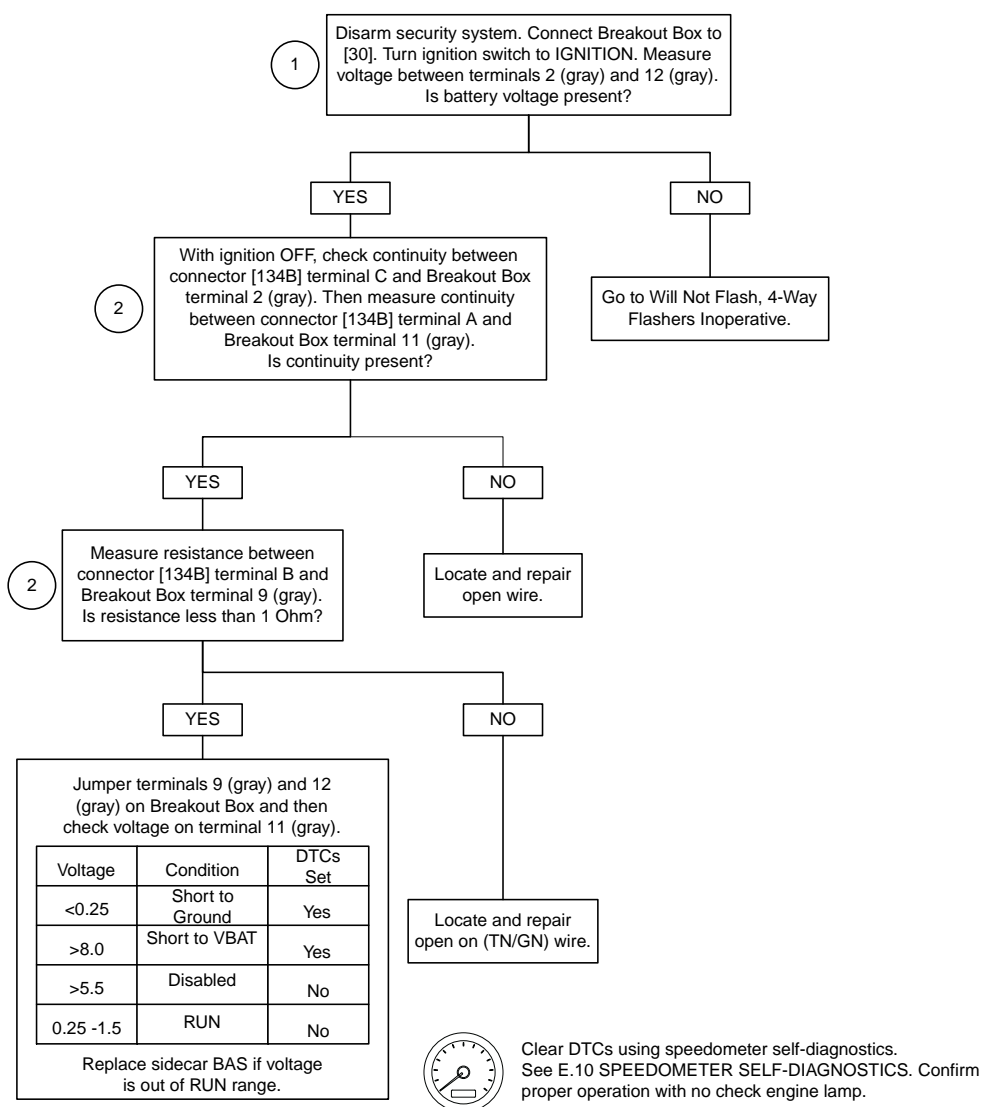 1
Disarm security system. Connect Breakout Box to
[30]. Turn ignition switch to IGNITION. Measure
voltage between terminals 2 (gray) and 12 (gray).
Is battery voltage present?
YES
NO
2
With ignition OFF, check continuity between
connector [134B] terminal C and Breakout Box
terminal 2 (gray). Then measure continuity
between connector [134B] terminal A and
Breakout Box terminal 11 (gray).
Is continuity present?
Go to Will Not Flash, 4-Way
Flashers Inoperative.
YES
NO
2
Measure resistance between
connector [134B] terminal B and
Breakout Box terminal 9 (gray).
Is resistance less than 1 Ohm?
Locate and repair
open wire.
YES
NO
Jumper terminals 9 (gray) and 12
(gray) on Breakout Box and then
check voltage on terminal 11 (gray).
Voltage Condition DTCs Set
<0.25 Short to Ground Yes
>8.0 Short to VBAT Yes
>5.5 Disabled No
0.25 -1.5 RUN No
Replace sidecar BAS if voltage
is out of RUN range.
Locate and repair
open on (TN/GN) wire.
Clear DTCs using speedometer self-diagnostics.
See E.10 SPEEDOMETER SELF-DIAGNOSTICS. Confirm
proper operation with no check engine lamp.